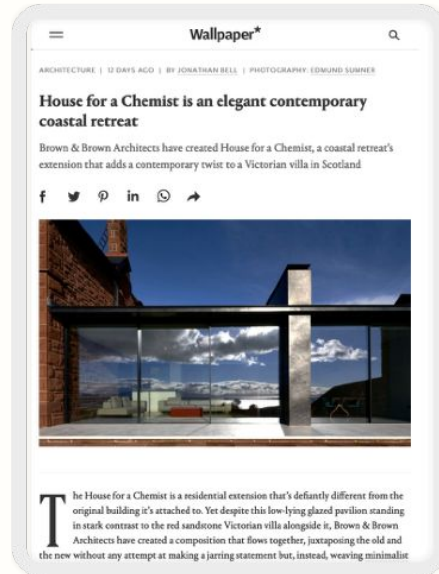 Wallpaper*
ARCHITECTURE | 12 DAYS AGO | BY JONATHAN BELL | PHOTOGRAPHY: EDMUND SUMNER
House for a Chemist is an elegant contemporary
coastal retreat
Brown & Brown Architects have created House for a Chemist, a coastal retreat's
extension that adds a contemporary twist to a Victorian villa in Scotland
The House for a Chemist is a residential extension that's defiantly different from the
original building it's attached to. Yet despite this low-lying glazed pavilion standing
in stark contrast to the red sandstone Victorian villa alongside it, Brown & Brown
Architects have created a composition that flows together, juxtaposing the old and
the new without any attempt at making a jarring statement but, instead, weaving minimalist